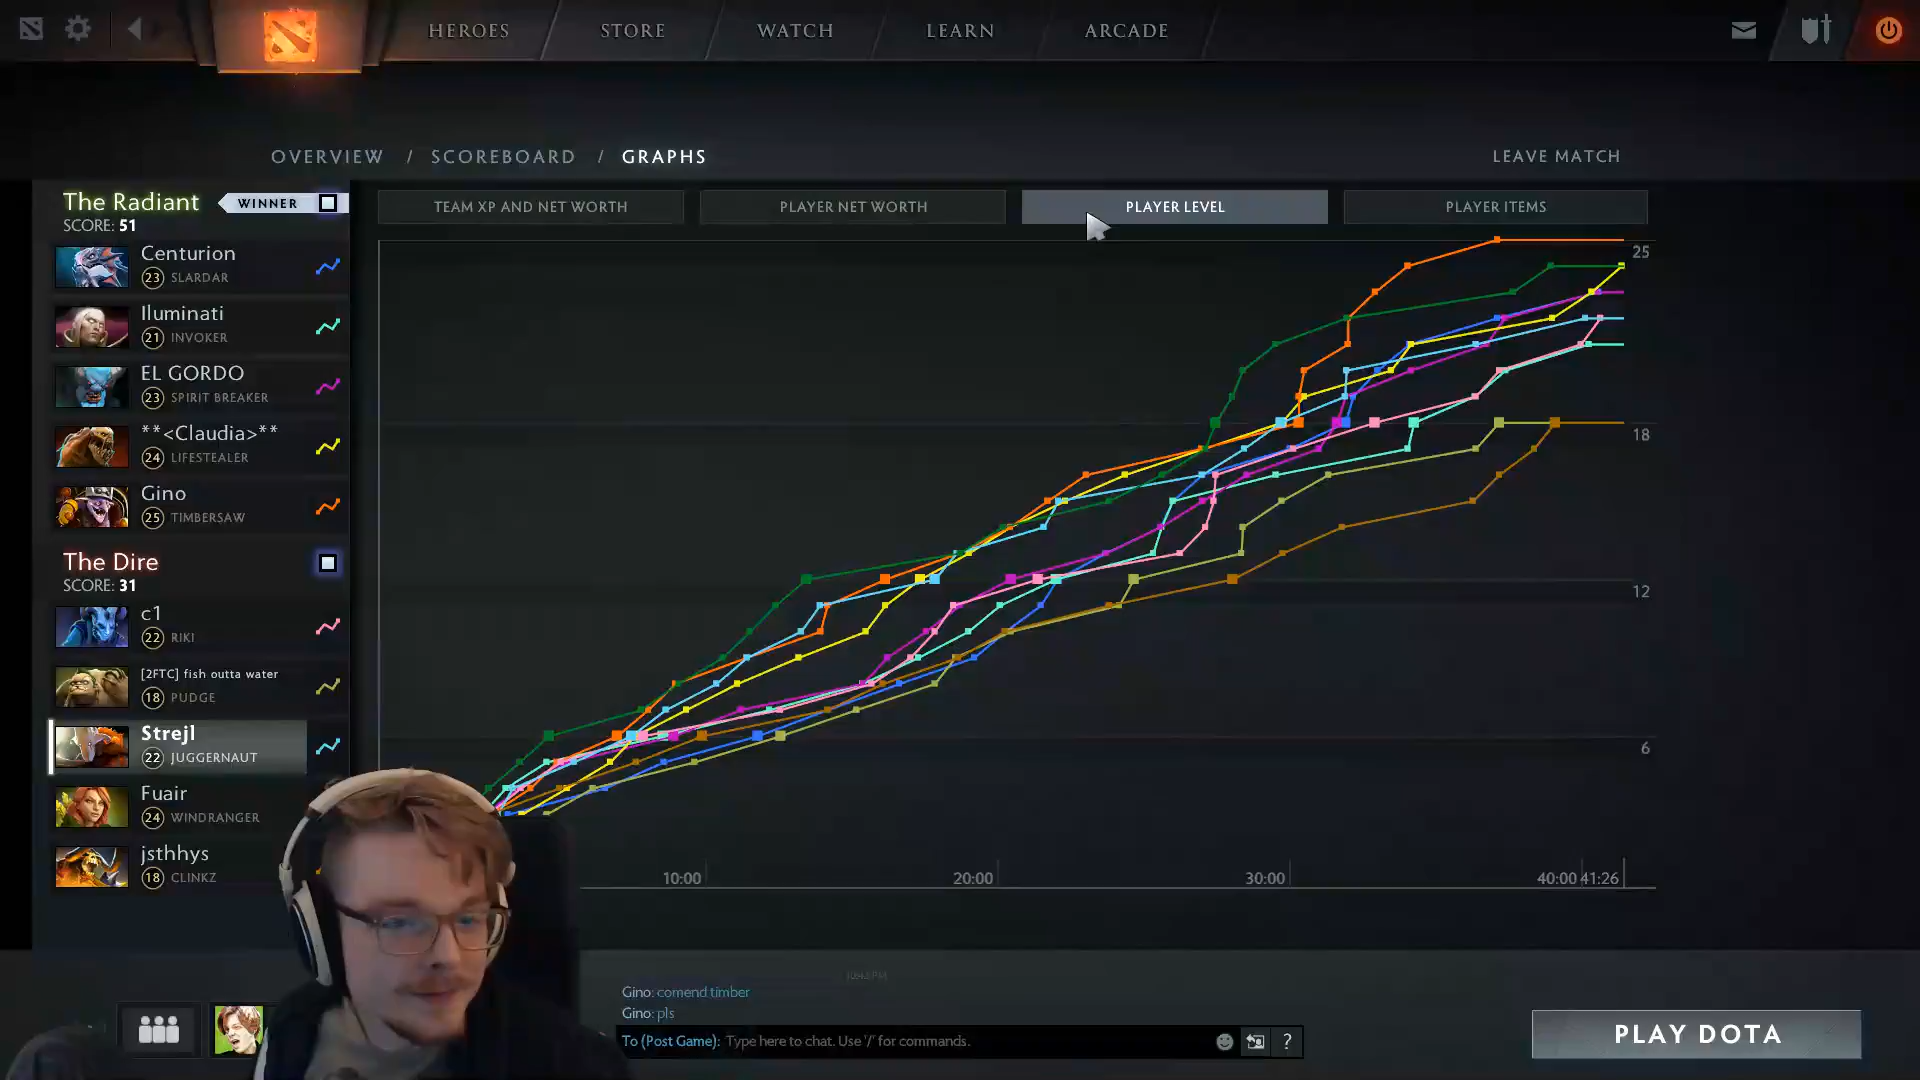 HEROES
STORE
WATCH
LEARN
ARCADE
OVERVIEW / SCOREBOARD / GRAPHS
LEAVE MATCH
The Radiant
WINNER
SCORE: 51
Centurion
23 SLARDAR
Iluminati
21 INVOKER
EL GORDO
23 SPIRIT BREAKER
**<Claudia>**
24 LIFESTEALER
Gino
25 TIMBERSAW
The Dire
SCORE: 31
c1
22 RIKI
[2FTC] fish outta water
18 PUDGE
Strejl
22 JUGGERNAUT
Fuair
24 WINDRANGER
jsthhys
18 CLINKZ
TEAM XP AND NET WORTH
PLAYER NET WORTH
PLAYER LEVEL
PLAYER ITEMS
25
18
12
6
10:00
20:00
30:00
40:00
41:26
10:42 PM
Gino: comend timber
Gino: pls
To (Post Game): Type here to chat. Use '/' for commands.
?
PLAY DOTA